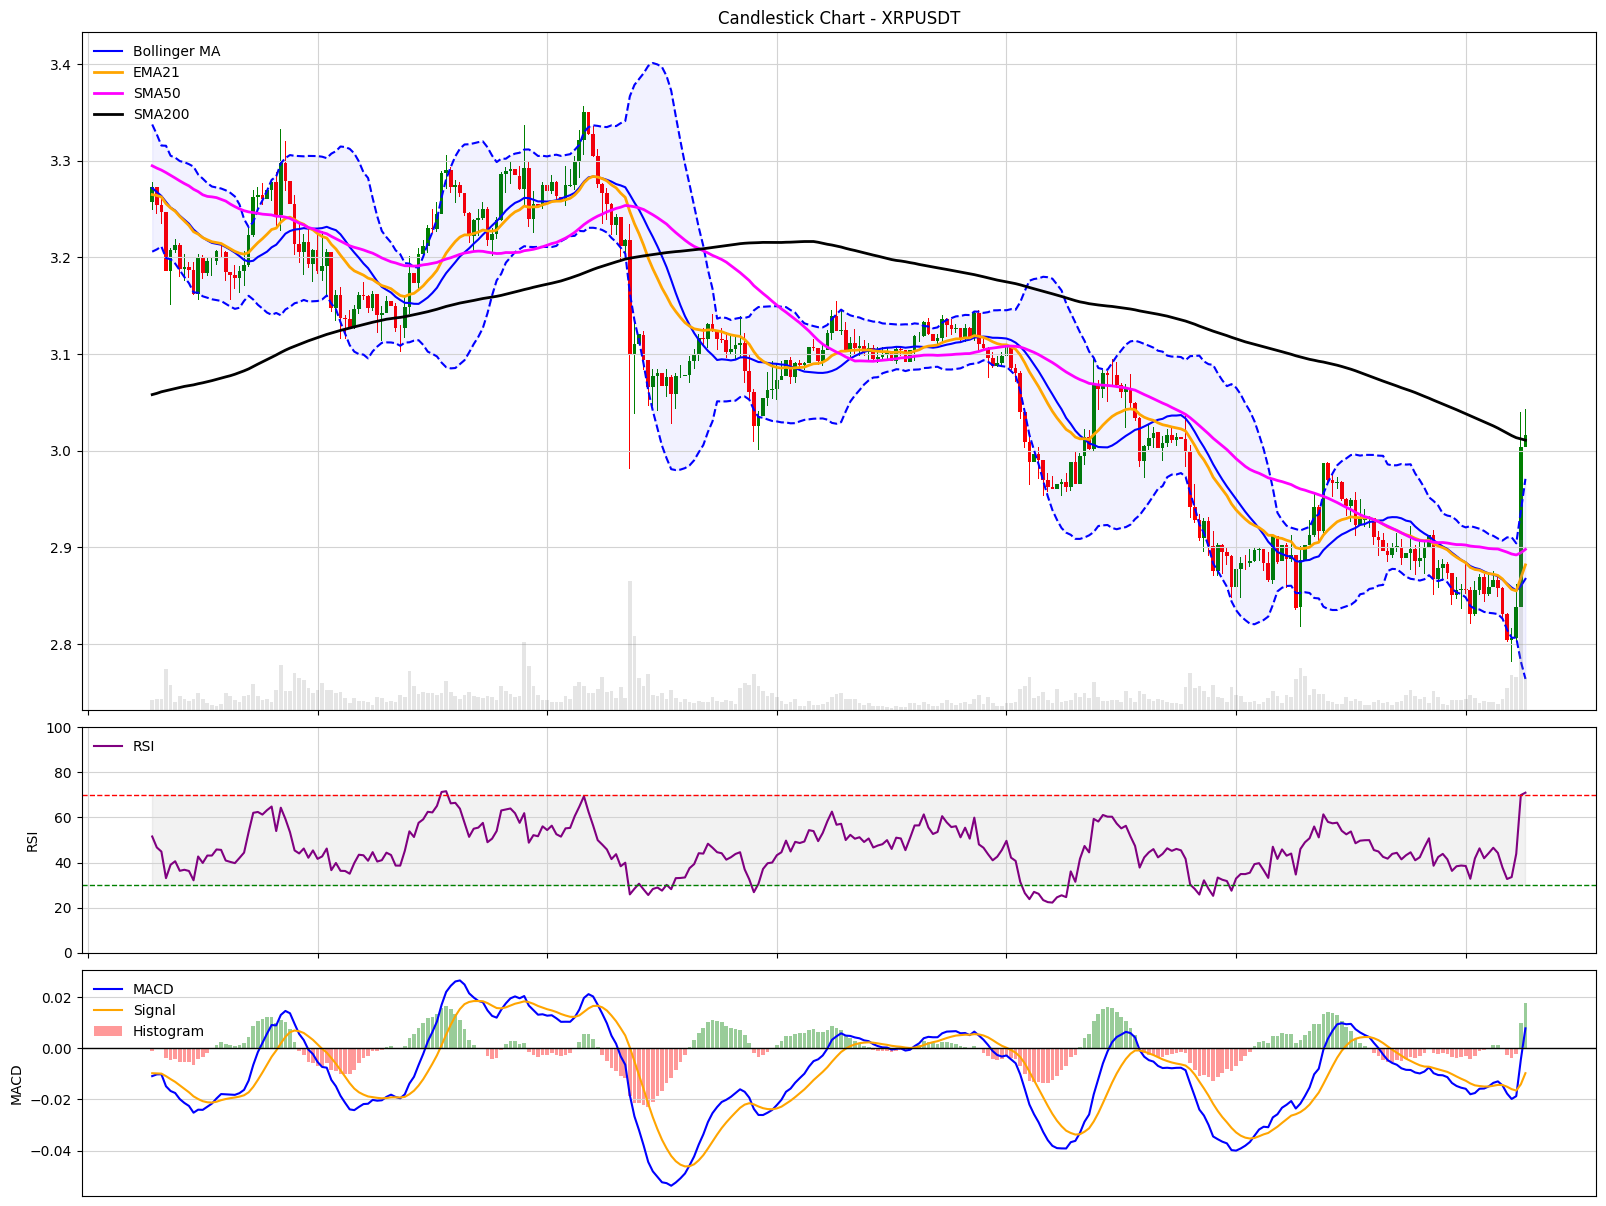 Candlestick Chart - XRPUSDT
Bollinger MA
EMA21
SMA50
SMA200
3.4
3.3
3.2
3.1
3.0
2.9
2.8
RSI
100
80
60
40
20
0
RSI
MACD
Signal
Histogram
0.02
0.00
−0.02
−0.04
MACD